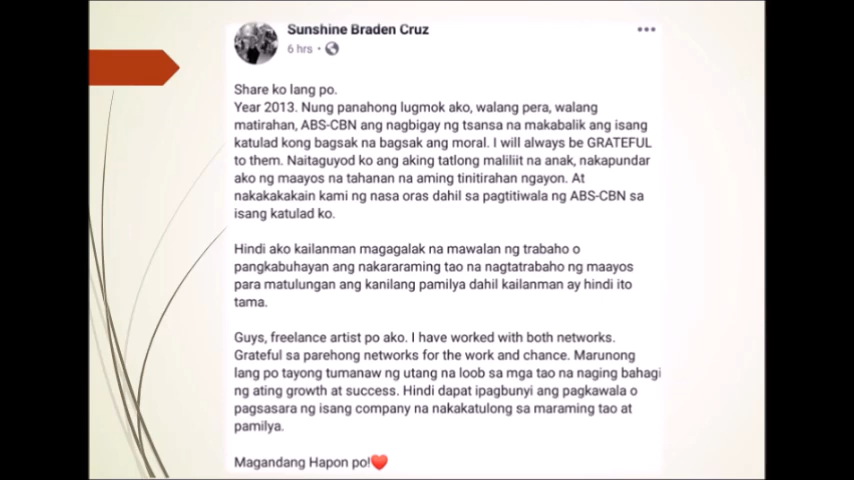 Sunshine Braden Cruz
6 hrs •
Share ko lang po.
Year 2013. Nung panahong lugmok ako, walang pera, walang
matirahan, ABS-CBN ang nagbigay ng tsansa na makabalik ang isang
katulad kong bagsak na bagsak ang moral. I will always be GRATEFUL
to them. Naitaguyod ko ang aking tatlong maliliit na anak, nakapundar
ako ng maayos na tahanan na aming tinitirahan ngayon. At
nakakakakain kami ng nasa oras dahil sa pagtitiwala ng ABS-CBN sa
isang katulad ko.
Hindi ako kailanman magagalak na mawalan ng trabaho o
pangkabuhayan ang nakararaming tao na nagtatrabaho ng maayos
para matulungan ang kanilang pamilya dahil kailanman ay hindi ito
tama.
Guys, freelance artist po ako. I have worked with both networks.
Grateful sa parehong networks for the work and chance. Marunong
lang po tayong tumanaw ng utang na loob sa mga tao na naging bahagi
ng ating growth at success. Hindi dapat ipagbunyi ang pagkawala o
pagsasara ng isang company na nakakatulong sa maraming tao at
pamilya.
Magandang Hapon po!❤️